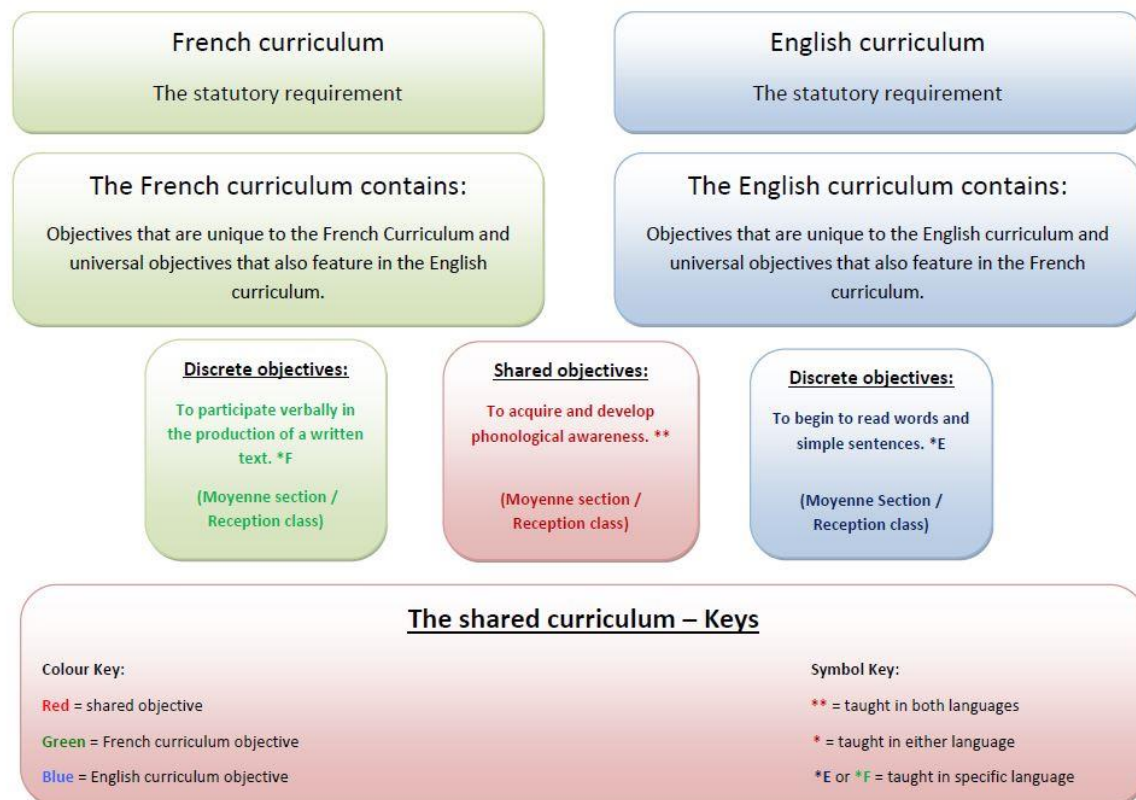 French curriculum
The statutory requirement
English curriculum
The statutory requirement
The French curriculum contains:
Objectives that are unique to the French Curriculum and
universal objectives that also feature in the English
curriculum.
The English curriculum contains:
Objectives that are unique to the English curriculum and
universal objectives that also feature in the French
curriculum.
Discrete objectives:
To participate verbally in
the production of a written
text. *F
(Moyenne section /
Reception class)
Shared objectives:
To acquire and develop
phonological awareness. **
(Moyenne section /
Reception class)
Discrete objectives:
To begin to read words and
simple sentences. *E
(Moyenne Section /
Reception class)
The shared curriculum – Keys
Colour Key:
Red = shared objective
Green = French curriculum objective
Blue = English curriculum objective
Symbol Key:
** = taught in both languages
* = taught in either language
*E or *F = taught in specific language